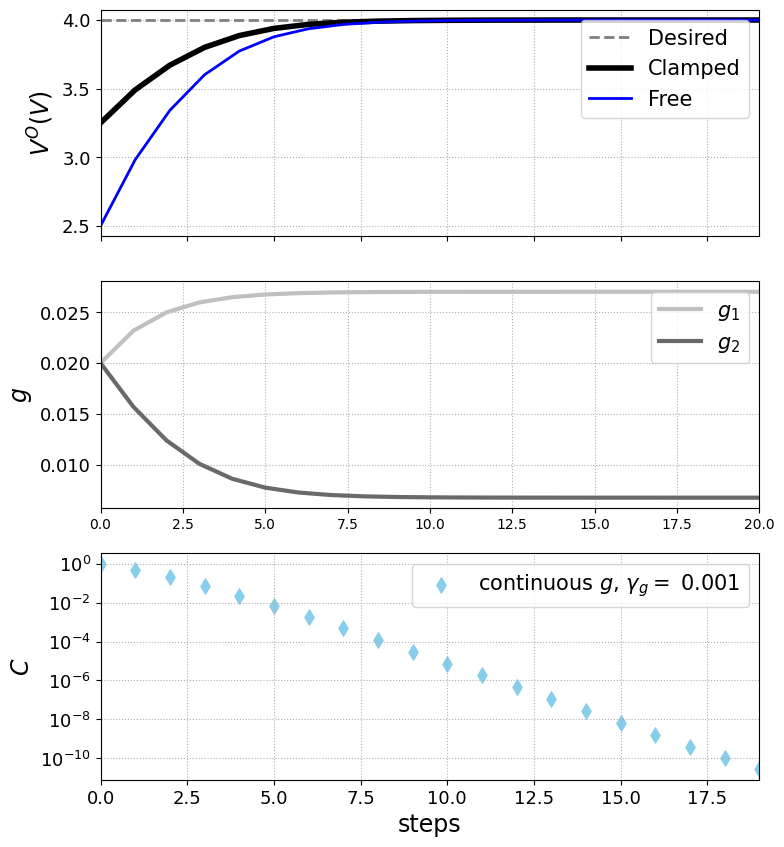 4.0
3.5
3.0
2.5
V^O(V)
Desired
Clamped
Free
0.025
0.020
0.015
0.010
g
g_1
g_2
0.0 2.5 5.0 7.5 10.0 12.5 15.0 17.5 20.0
10^0
10^-2
10^-4
10^-6
10^-8
10^-10
C
continuous g, γ_g = 0.001
0.0 2.5 5.0 7.5 10.0 12.5 15.0 17.5
steps